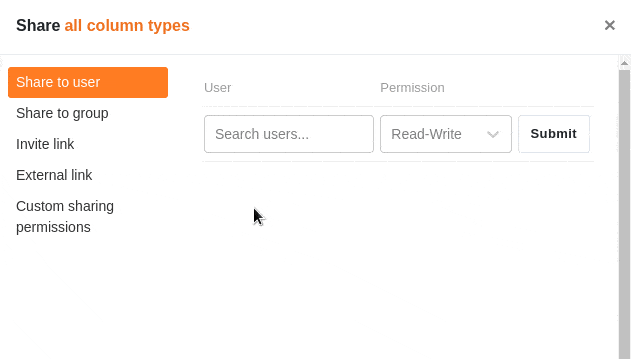 Share all column types
×
Share to user
Share to group
Invite link
External link
Custom sharing
permissions
User Permission
Search users... Read-Write Submit